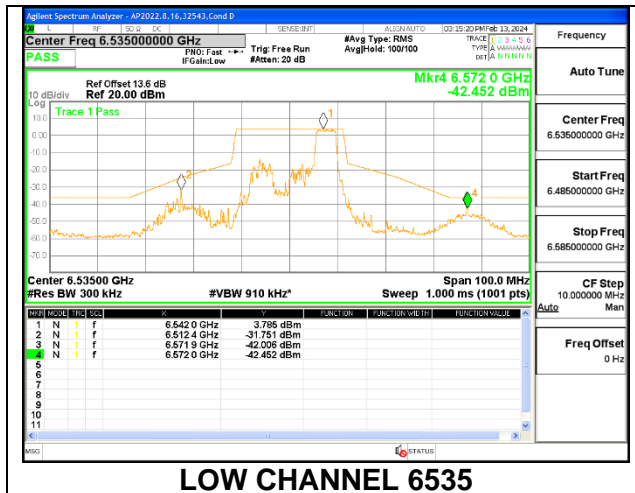 Agilent Spectrum Analyzer - AP2022.8.16,32543,Cond D
L RF 50 Ω DC SENSE:INT ALIGNAUTO 03:15:20 PM Feb 13, 2024
Center Freq 6.535000000 GHz
PASS
PNO: Fast
IFGain:Low
Trig: Free Run
#Atten: 20 dB
#Avg Type: RMS
Avg|Hold: 100/100
TRACE 1 2 3 4 5 6
TYPE A WWWWW
DET A N N N N N
Ref Offset 13.6 dB
Ref 20.00 dBm
10 dB/div
Log
Mkr4 6.572 0 GHz
-42.452 dBm
Trace 1 Pass
10.0
0.00
-10.0
-20.0
-30.0
-40.0
-50.0
-60.0
-70.0
1
2
4
Center 6.53500 GHz
#Res BW 300 kHz
#VBW 910 kHz*
Span 100.0 MHz
Sweep 1.000 ms (1001 pts)
MKR MODE TRC SCL X Y FUNCTION FUNCTION WIDTH FUNCTION VALUE
1 N 1 f 6.542 0 GHz 3.785 dBm
2 N 1 f 6.512 4 GHz -31.751 dBm
3 N 1 f 6.571 9 GHz -42.006 dBm
4 N 1 f 6.572 0 GHz -42.452 dBm
5
6
7
8
9
10
11
MSG
STATUS
Frequency
Auto Tune
Center Freq
6.535000000 GHz
Start Freq
6.485000000 GHz
Stop Freq
6.585000000 GHz
CF Step
10.000000 MHz
Auto Man
Freq Offset
0 Hz
LOW CHANNEL 6535